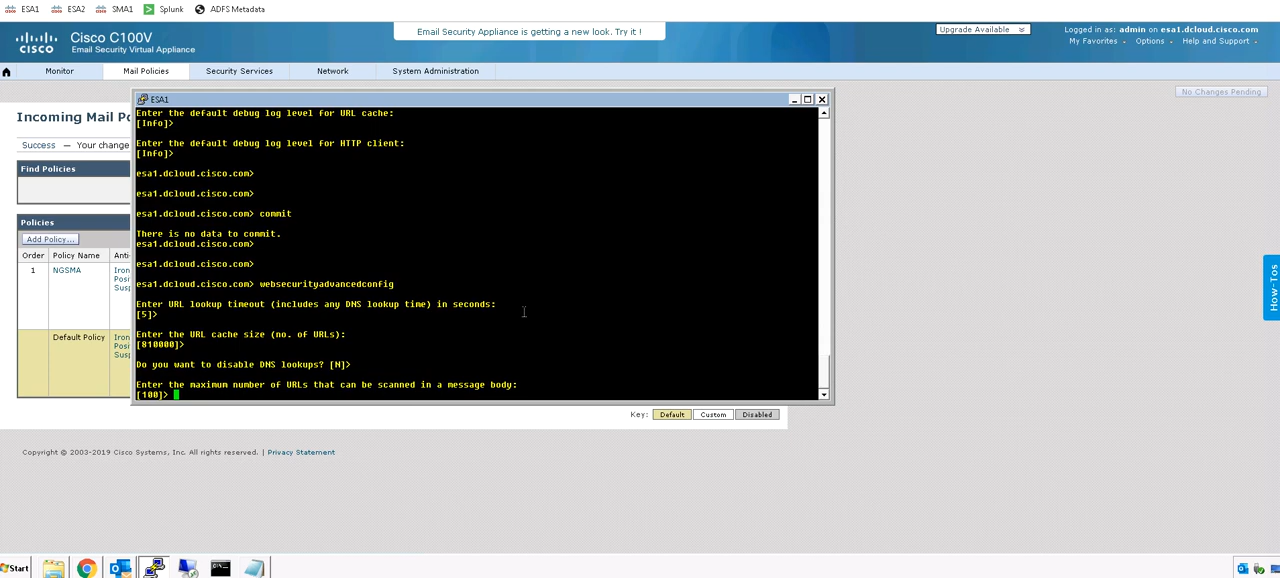 ESA1 ESA2 SMA1 Splunk ADFS Metadata
Email Security Appliance is getting a new look. Try it !
Upgrade Available
Logged in as: admin on esa1.dcloud.cisco.com
My Favorites Options Help and Support
cisco
Cisco C100V
Email Security Virtual Appliance
Monitor Mail Policies Security Services Network System Administration
No Changes Pending
Incoming Mail Po
Success — Your change
Find Policies
Policies
Add Policy...
Order Policy Name Anti-
1 NGSMA Iron
Posi
Susp
Default Policy Iron
Posi
Susp
ESA1
Enter the default debug log level for URL cache:
[Info]>
Enter the default debug log level for HTTP client:
[Info]>
esa1.dcloud.cisco.com>
esa1.dcloud.cisco.com>
esa1.dcloud.cisco.com> commit
There is no data to commit.
esa1.dcloud.cisco.com>
esa1.dcloud.cisco.com>
esa1.dcloud.cisco.com> websecurityadvancedconfig
Enter URL lookup timeout (includes any DNS lookup time) in seconds:
[5]>
Enter the URL cache size (no. of URLs):
[810000]>
Do you want to disable DNS lookups? [N]>
Enter the maximum number of URLs that can be scanned in a message body:
[100]>
Key: Default Custom Disabled
How-Tos
Copyright © 2003-2019 Cisco Systems, Inc. All rights reserved. | Privacy Statement
Start